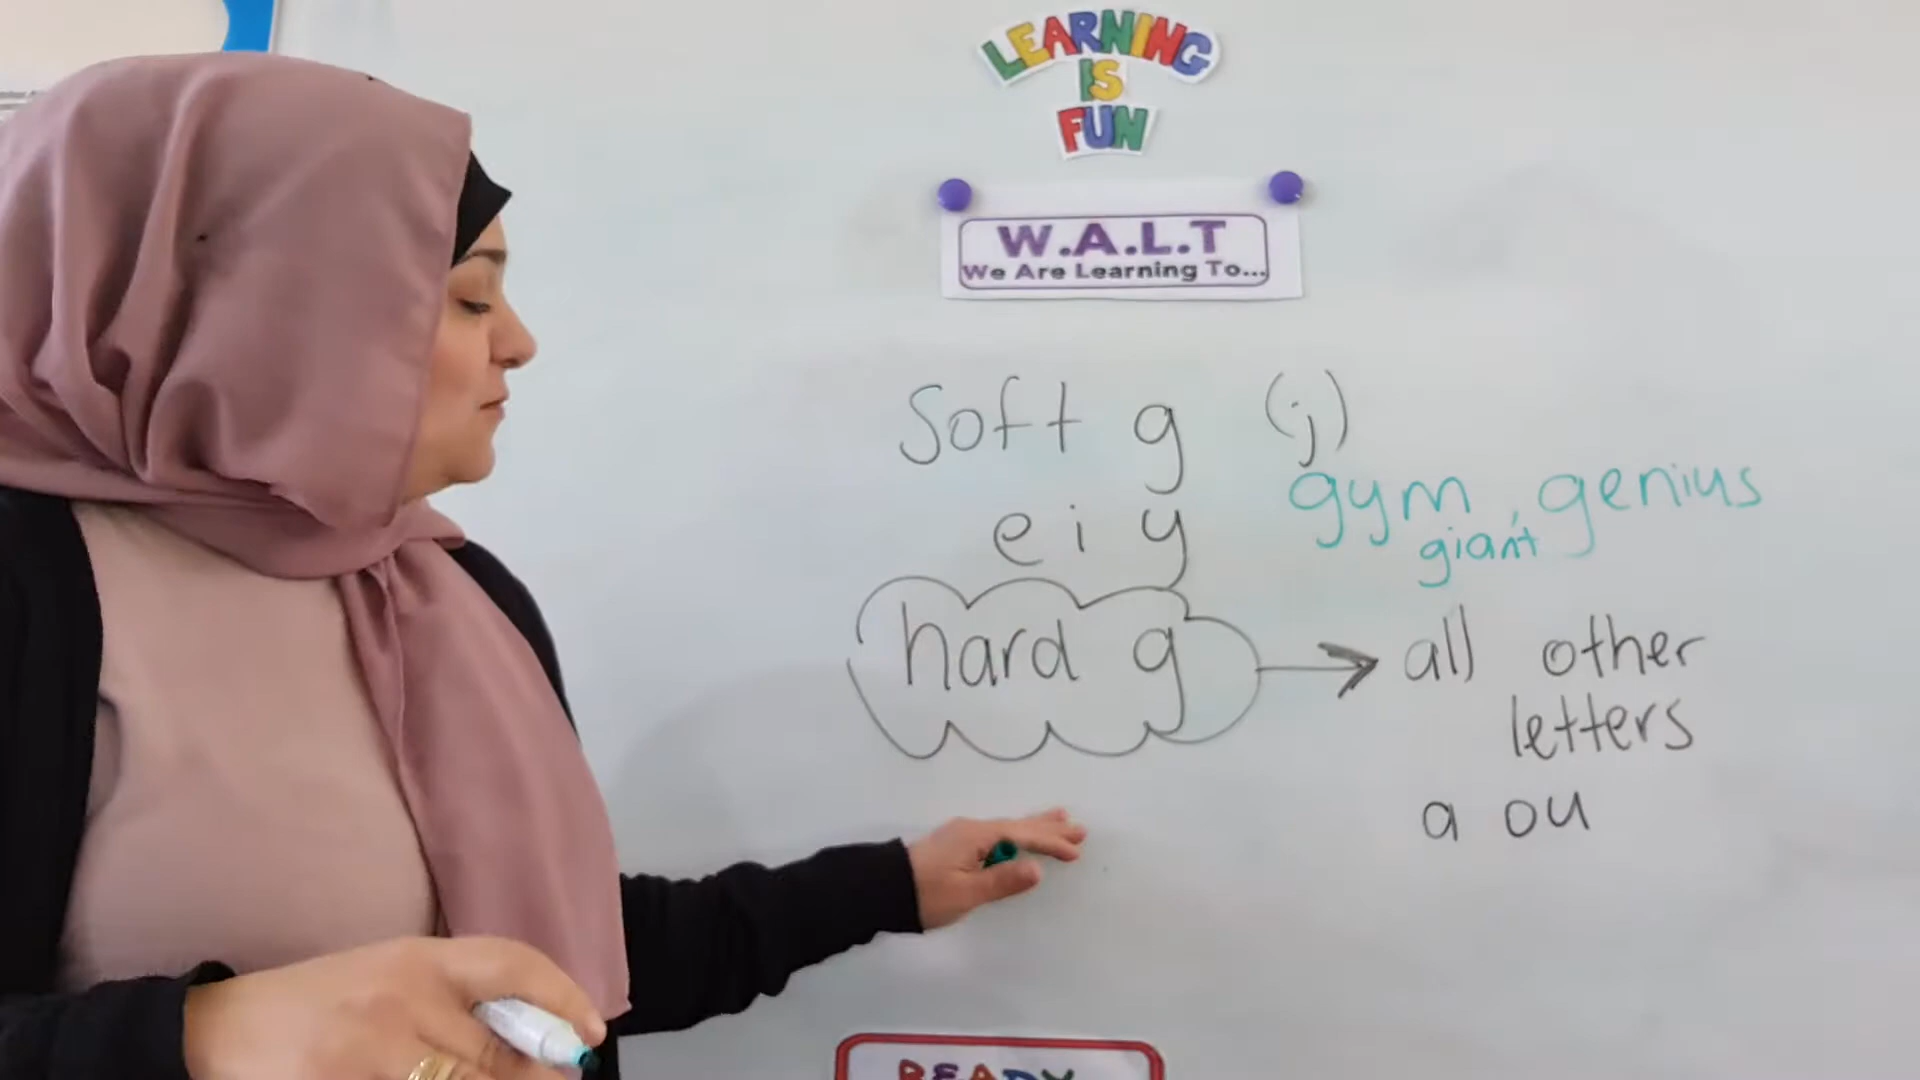 LEARNING
IS
FUN
W.A.L.T
We Are Learning To...
Soft g (j)
gym, genius
giant
e i y
hard g → all other
letters
a o u
READY